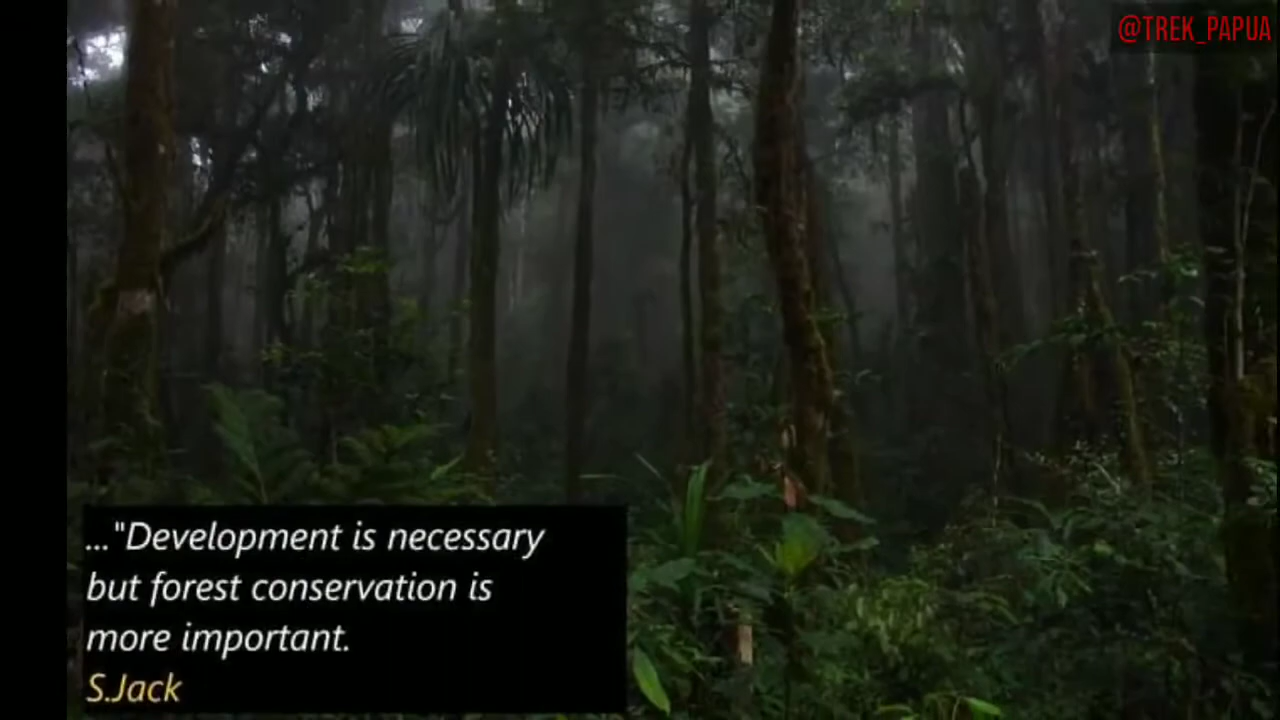 @TREK_PAPUA
..."Development is necessary
but forest conservation is
more important.
S.Jack